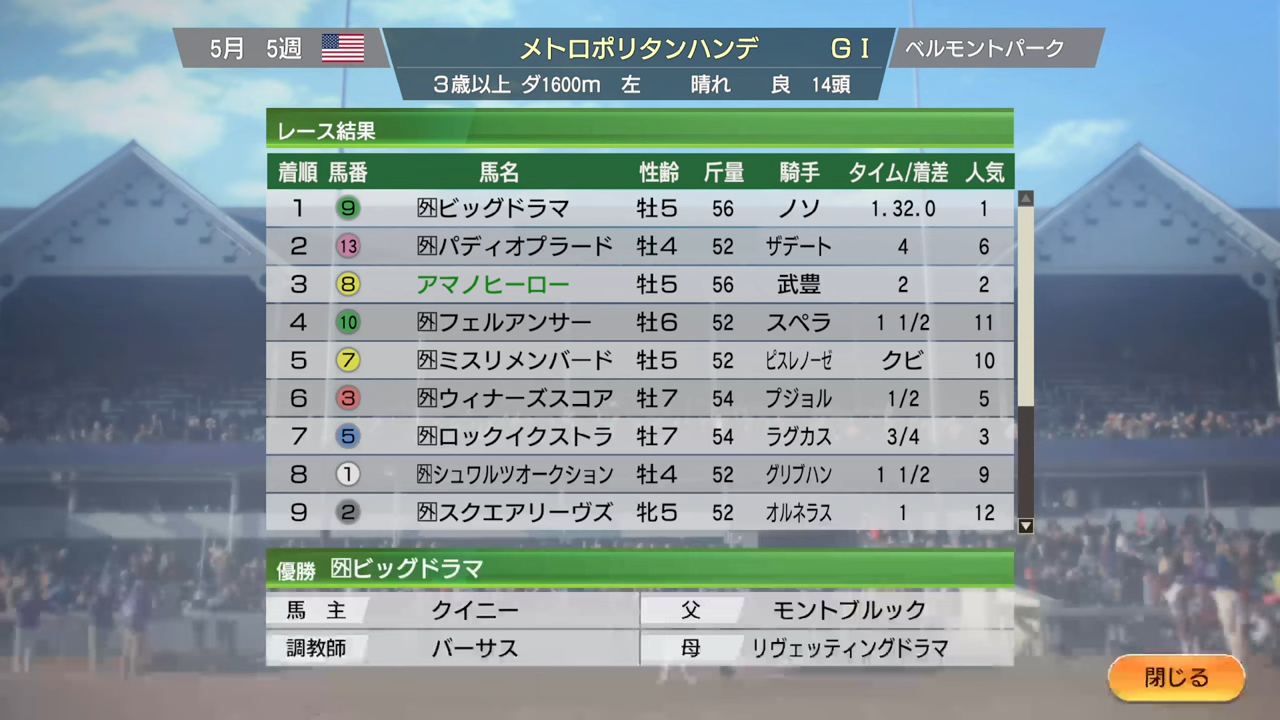 5月 5週 メトロポリタンハンデ GⅠ ベルモントパーク
3歳以上 ダ1600m 左 晴れ 良 14頭
レース結果
着順 馬番 馬名 性齢 斤量 騎手 タイム/着差 人気
1 9 外ビッグドラマ 牡5 56 ノソ 1.32.0 1
2 13 外パディオプラード 牡4 52 ザデート 4 6
3 8 アマノヒーロー 牡5 56 武豊 2 2
4 10 外フェルアンサー 牡6 52 スペラ 1 1/2 11
5 7 外ミスリメンバード 牡5 52 ピスレノーゼ クビ 10
6 3 外ウィナーズスコア 牡7 54 プジョル 1/2 5
7 5 外ロックイクストラ 牡7 54 ラグカス 3/4 3
8 1 外シュワルツオークション 牡4 52 グリブハン 1 1/2 9
9 2 外スクエアリーヴズ 牝5 52 オルネラス 1 12
優勝 外ビッグドラマ
馬主 クイニー 父 モントブルック
調教師 バーサス 母 リヴェッティングドラマ
閉じる